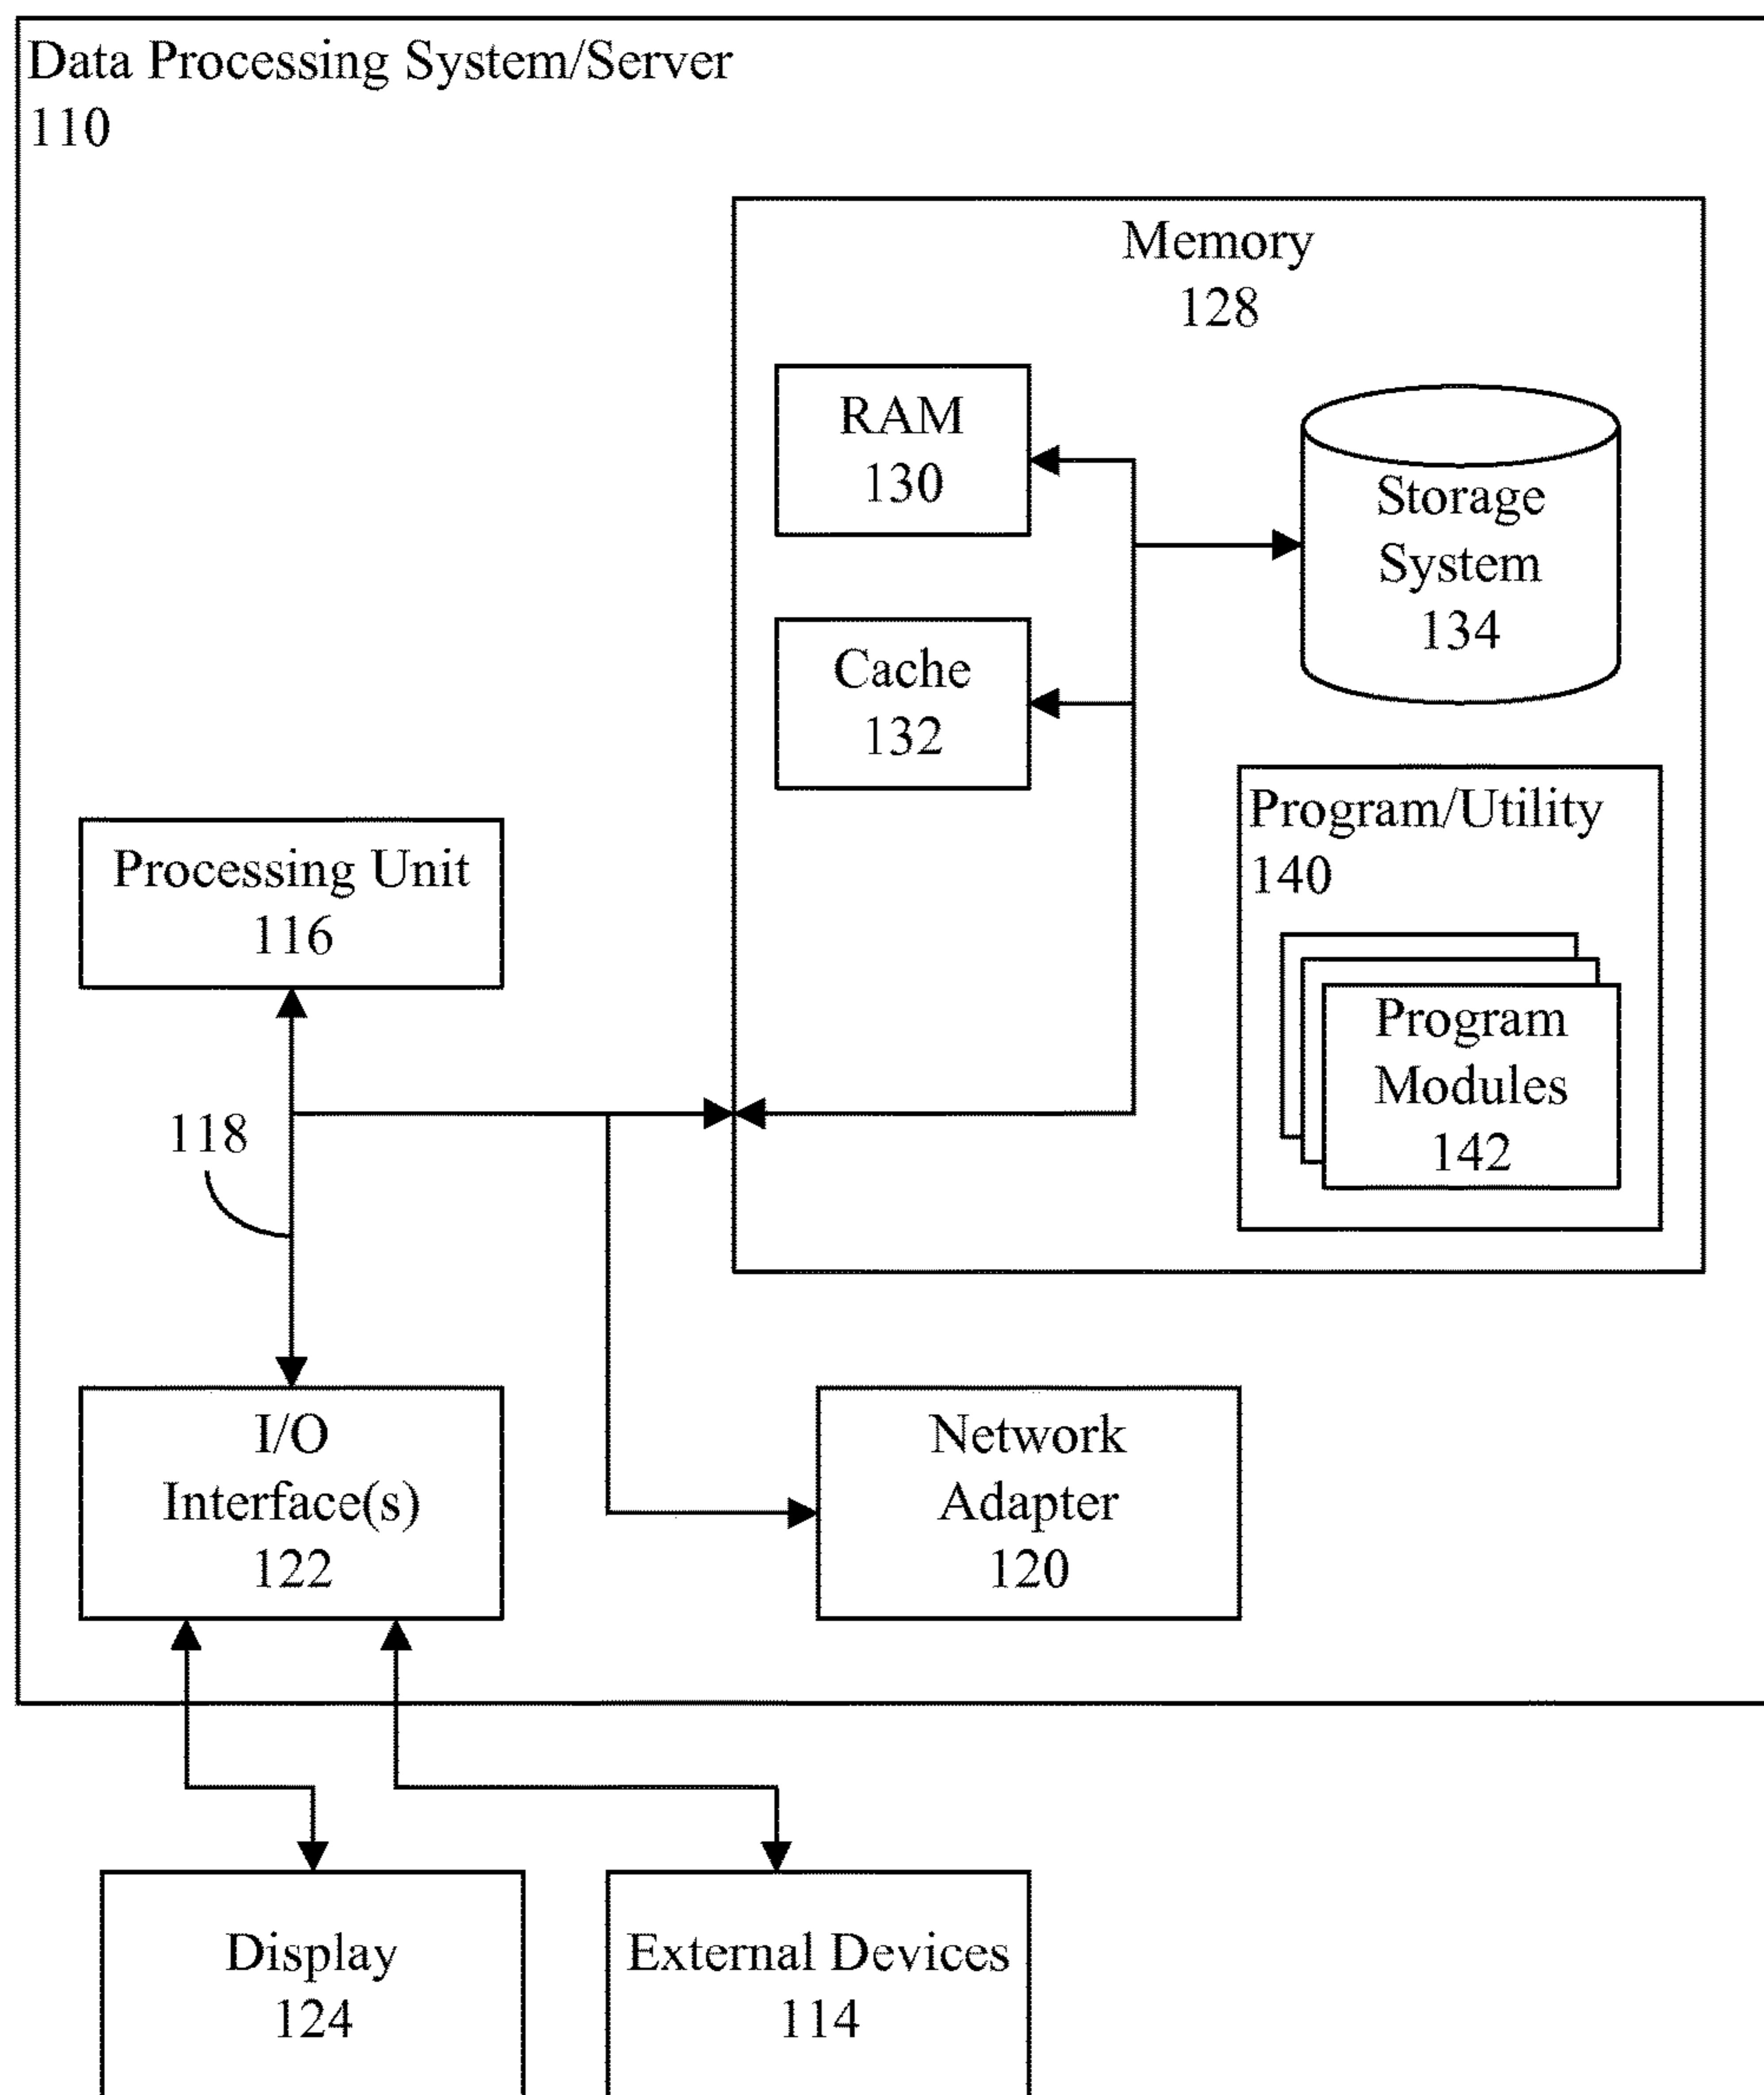 Data Processing System/Server
110
Memory
128
RAM
130
Storage
System
134
Cache
132
Program/Utility
140
Processing Unit
116
Program
Modules
142
118
I/O
Interface(s)
122
Network
Adapter
120
Display
124
External Devices
114